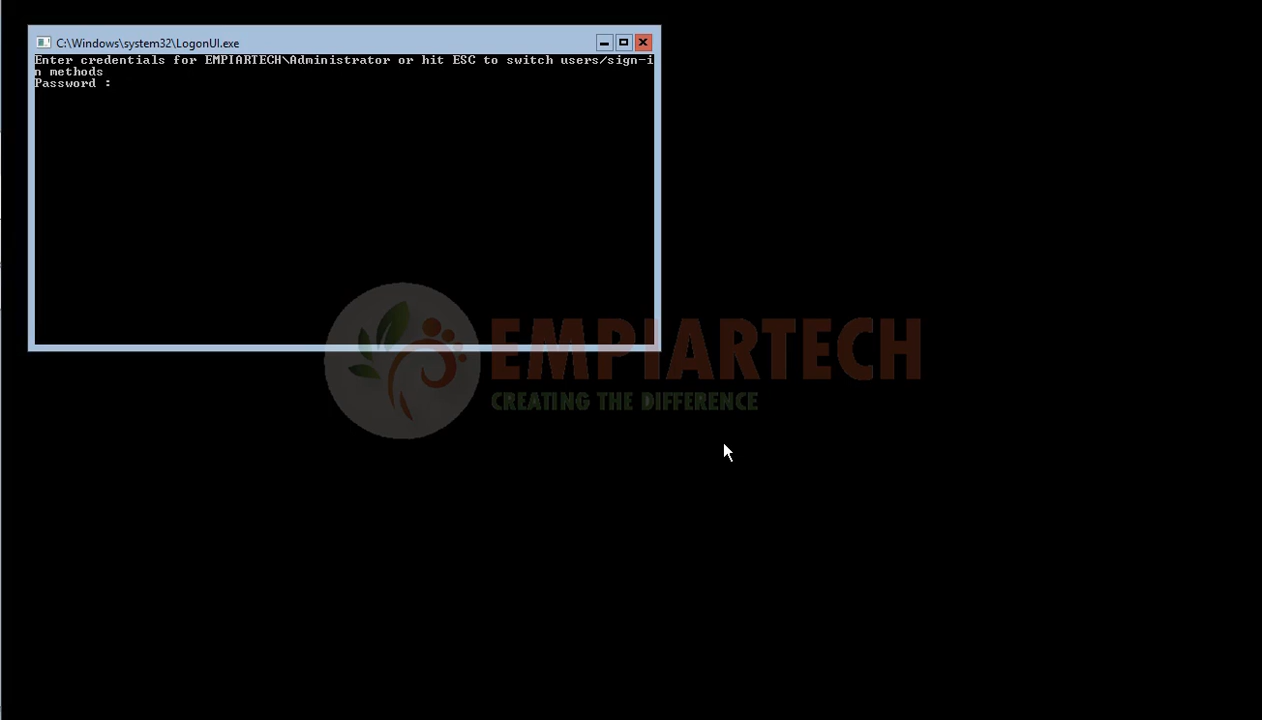 C:\Windows\system32\LogonUI.exe
Enter credentials for EMPIARTECH\Administrator or hit ESC to switch users/sign-i
n methods
Password :
EMPIARTECH
CREATING THE DIFFERENCE